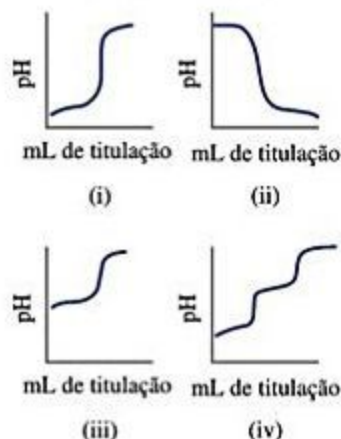 pH
pH
mL de titulação
mL de titulação
(i)
(ii)
pH
pH
mL de titulação
mL de titulação
(iii)
(iv)